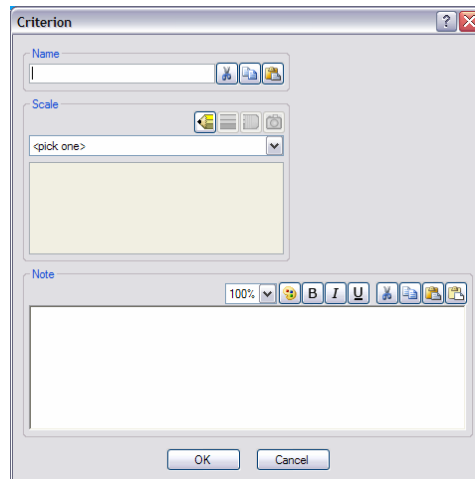 Criterion
?
Name
Scale
<pick one>
Note
100%
B I U
OK Cancel